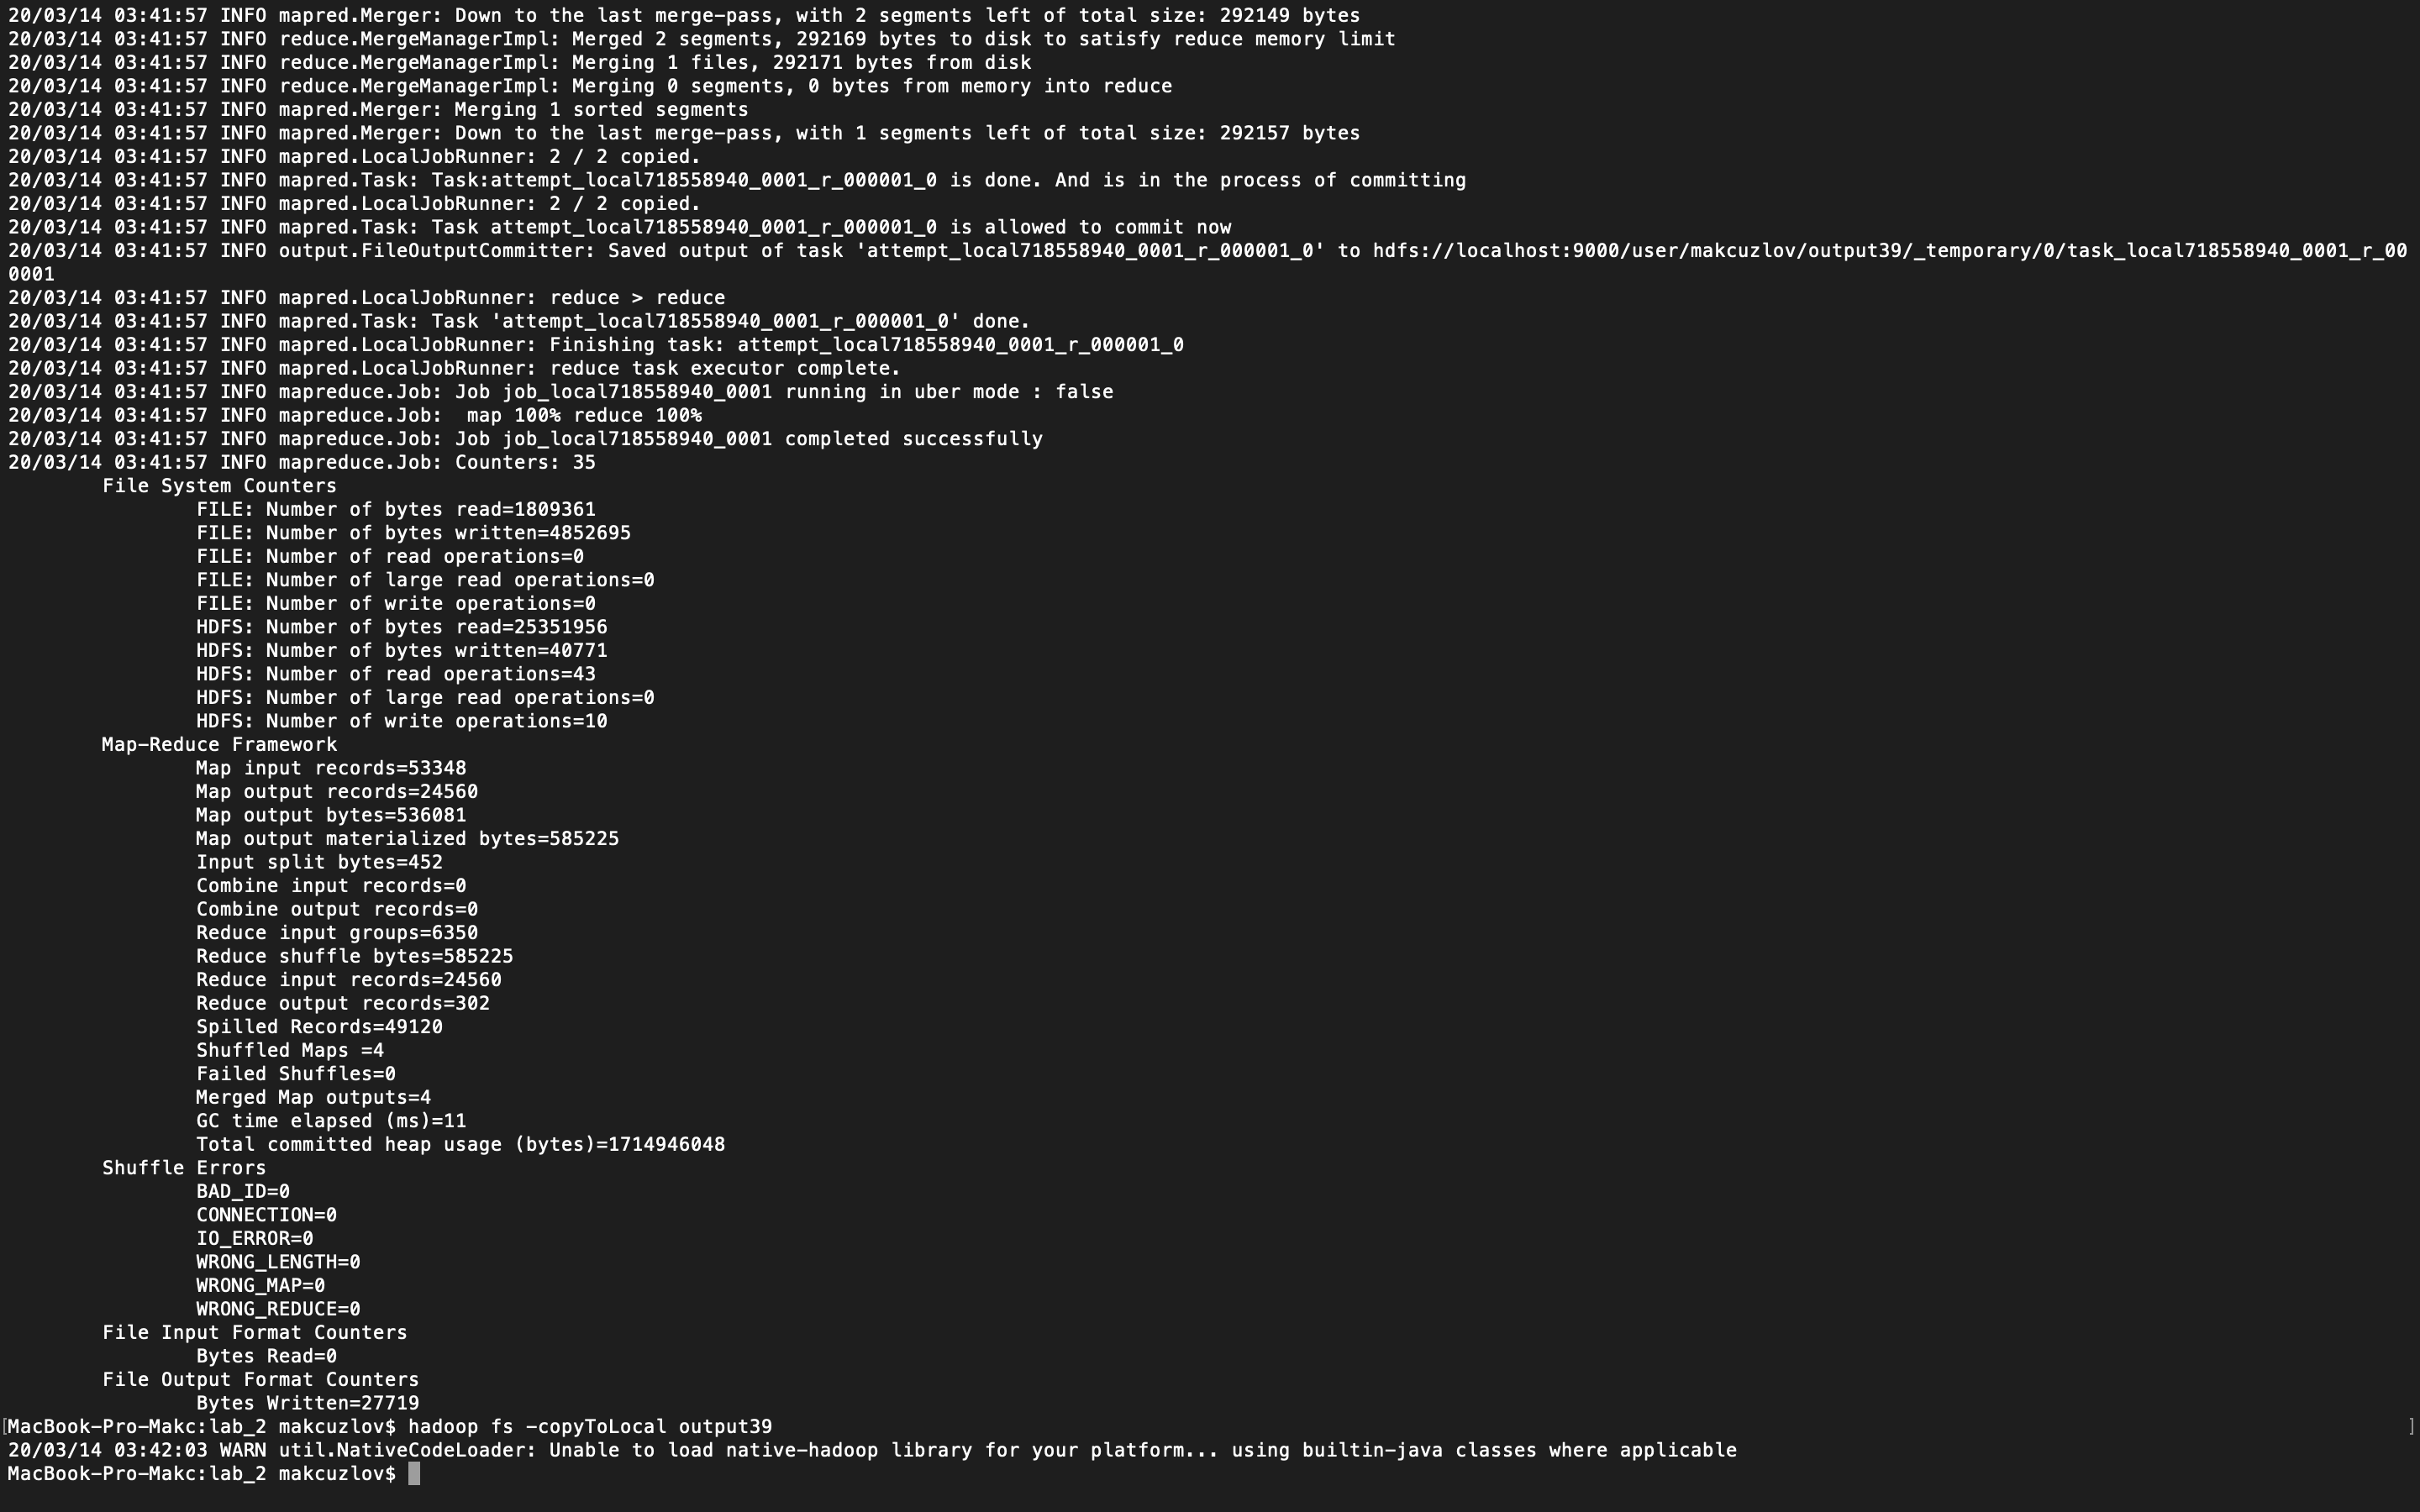 20/03/14 03:41:57 INFO mapred.Merger: Down to the last merge-pass, with 2 segments left of total size: 292149 bytes
20/03/14 03:41:57 INFO reduce.MergeManagerImpl: Merged 2 segments, 292169 bytes to disk to satisfy reduce memory limit
20/03/14 03:41:57 INFO reduce.MergeManagerImpl: Merging 1 files, 292171 bytes from disk
20/03/14 03:41:57 INFO reduce.MergeManagerImpl: Merging 0 segments, 0 bytes from memory into reduce
20/03/14 03:41:57 INFO mapred.Merger: Merging 1 sorted segments
20/03/14 03:41:57 INFO mapred.Merger: Down to the last merge-pass, with 1 segments left of total size: 292157 bytes
20/03/14 03:41:57 INFO mapred.LocalJobRunner: 2 / 2 copied.
20/03/14 03:41:57 INFO mapred.Task: Task:attempt_local718558940_0001_r_000001_0 is done. And is in the process of committing
20/03/14 03:41:57 INFO mapred.LocalJobRunner: 2 / 2 copied.
20/03/14 03:41:57 INFO mapred.Task: Task attempt_local718558940_0001_r_000001_0 is allowed to commit now
20/03/14 03:41:57 INFO output.FileOutputCommitter: Saved output of task 'attempt_local718558940_0001_r_000001_0' to hdfs://localhost:9000/user/makcuzlov/output39/_temporary/0/task_local718558940_0001_r_00
0001
20/03/14 03:41:57 INFO mapred.LocalJobRunner: reduce > reduce
20/03/14 03:41:57 INFO mapred.Task: Task 'attempt_local718558940_0001_r_000001_0' done.
20/03/14 03:41:57 INFO mapred.LocalJobRunner: Finishing task: attempt_local718558940_0001_r_000001_0
20/03/14 03:41:57 INFO mapred.LocalJobRunner: reduce task executor complete.
20/03/14 03:41:57 INFO mapreduce.Job: Job job_local718558940_0001 running in uber mode : false
20/03/14 03:41:57 INFO mapreduce.Job:  map 100% reduce 100%
20/03/14 03:41:57 INFO mapreduce.Job: Job job_local718558940_0001 completed successfully
20/03/14 03:41:57 INFO mapreduce.Job: Counters: 35
File System Counters
FILE: Number of bytes read=1809361
FILE: Number of bytes written=4852695
FILE: Number of read operations=0
FILE: Number of large read operations=0
FILE: Number of write operations=0
HDFS: Number of bytes read=25351956
HDFS: Number of bytes written=40771
HDFS: Number of read operations=43
HDFS: Number of large read operations=0
HDFS: Number of write operations=10
Map-Reduce Framework
Map input records=53348
Map output records=24560
Map output bytes=536081
Map output materialized bytes=585225
Input split bytes=452
Combine input records=0
Combine output records=0
Reduce input groups=6350
Reduce shuffle bytes=585225
Reduce input records=24560
Reduce output records=302
Spilled Records=49120
Shuffled Maps =4
Failed Shuffles=0
Merged Map outputs=4
GC time elapsed (ms)=11
Total committed heap usage (bytes)=1714946048
Shuffle Errors
BAD_ID=0
CONNECTION=0
IO_ERROR=0
WRONG_LENGTH=0
WRONG_MAP=0
WRONG_REDUCE=0
File Input Format Counters
Bytes Read=0
File Output Format Counters
Bytes Written=27719
[MacBook-Pro-Makc:lab_2 makcuzlov$ hadoop fs -copyToLocal output39 ]
20/03/14 03:42:03 WARN util.NativeCodeLoader: Unable to load native-hadoop library for your platform... using builtin-java classes where applicable
MacBook-Pro-Makc:lab_2 makcuzlov$